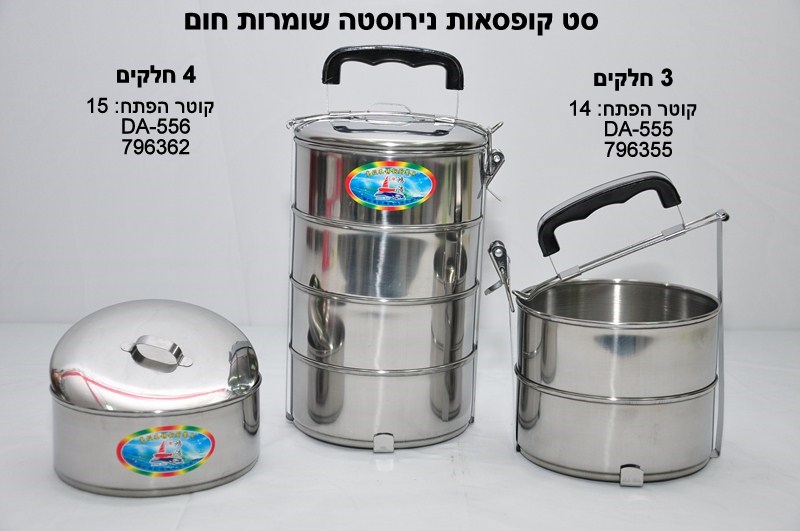 סט קופסאות נירוסטה שומרות חום
3 חלקים
קוטר הפתח: 14
DA-555
796355
4 חלקים
קוטר הפתח: 15
DA-556
796362